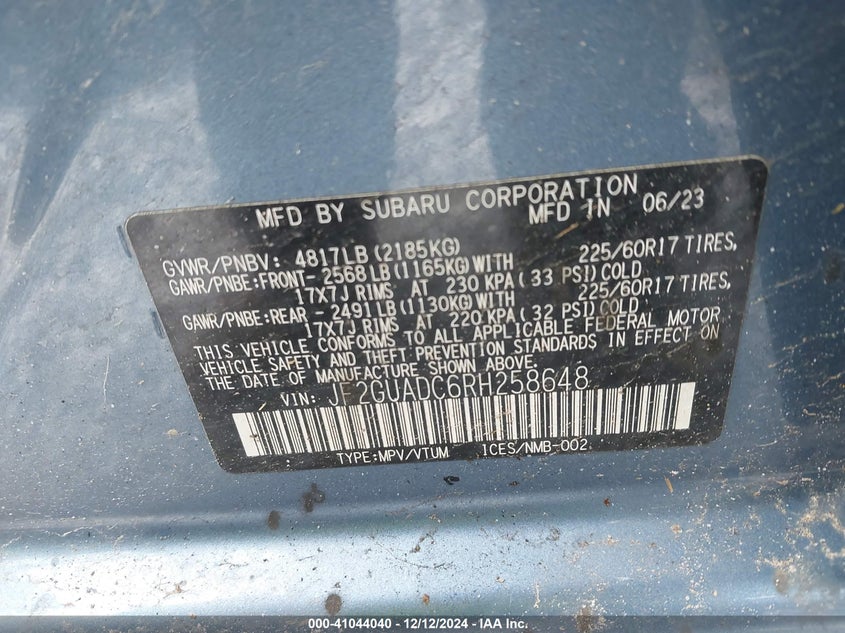 MFD BY SUBARU CORPORATION
MFD IN 06/23
GVWR/PNBV: 4817LB (2185KG)
GAWR/PNBE:FRONT-2568LB (1165KG) WITH 225/60R17 TIRES,
17X7J RIMS AT 230 KPA ( 33 PSI) COLD
GAWR/PNBE:REAR -2491LB (1130KG) WITH 225/60R17 TIRES,
17X7J RIMS AT 220 KPA ( 32 PSI) COLD
THIS VEHICLE CONFORMS TO ALL APPLICABLE FEDERAL MOTOR
VEHICLE SAFETY AND THEFT PREVENTION STANDARDS IN EFFECT ON
THE DATE OF MANUFACTURE SHOWN ABOVE.
VIN: JF2GUADC6RH258648
TYPE:MPV/VTUM ICES/NMB-002
000-41044040 - 12/12/2024 - IAA Inc.